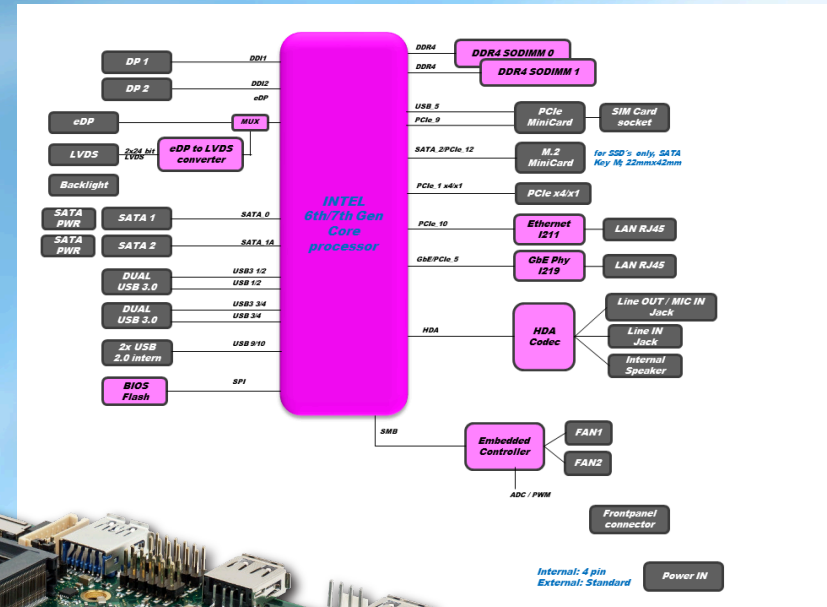 DP 1
DDI1
DP 2
DDI2
eDP
eDP
MUX
LVDS
2x24 bit
LVDS
eDP to LVDS
converter
Backlight
SATA
PWR
SATA 1
SATA_0
SATA
PWR
SATA 2
SATA_1A
DUAL
USB 3.0
USB3 1/2
USB 1/2
DUAL
USB 3.0
USB3 3/4
USB 3/4
2x USB
2.0 intern
USB 9/10
BIOS
Flash
SPI
INTEL
6th/7th Gen
Core
processor
DDR4
DDR4 SODIMM 0
DDR4
DDR4 SODIMM 1
USB_5
PCIe_9
PCIe
MiniCard
SIM Card
socket
SATA_2/PCIe_12
M.2
MiniCard
for SSD's only, SATA
Key M; 22mmx42mm
PCIe_1 x4/x1
PCIe x4/x1
PCIe_10
Ethernet
I211
LAN RJ45
GbE/PCIe_5
GbE Phy
I219
LAN RJ45
HDA
HDA
Codec
Line OUT / MIC IN
Jack
Line IN
Jack
Internal
Speaker
SMB
Embedded
Controller
FAN1
FAN2
ADC / PWM
Frontpanel
connector
Internal: 4 pin
External: Standard
Power IN